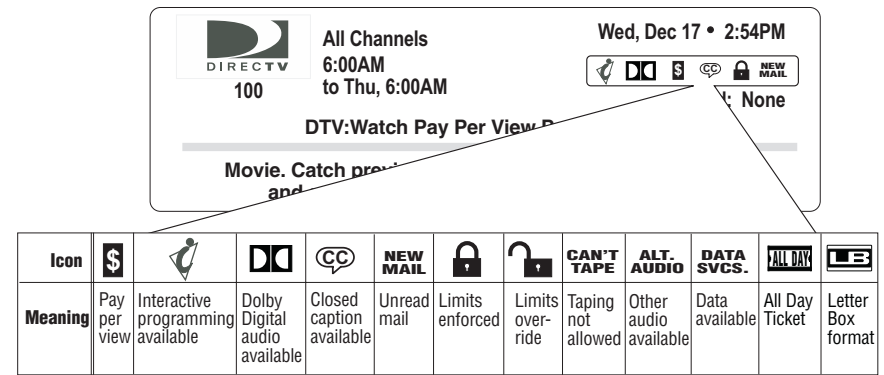 DIRECTV
100
All Channels
6:00AM
to Thu, 6:00AM
Wed, Dec 17 • 2:54PM
$ CC NEW MAIL
: None
DTV:Watch Pay Per View
Movie. Catch
and
Icon $ CC NEW MAIL CAN'T TAPE ALT. AUDIO DATA SVCS. ALL DAY LB
Meaning Pay per view Interactive programming available Dolby Digital audio available Closed caption available Unread mail Limits enforced Limits over-ride Taping not allowed Other audio available Data available All Day Ticket Letter Box format